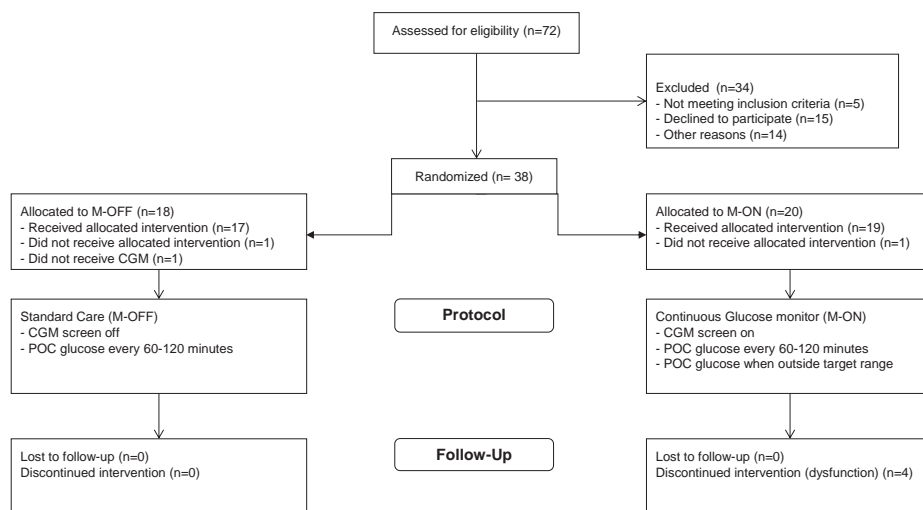 Assessed for eligibility (n=72)
Excluded (n=34)
- Not meeting inclusion criteria (n=5)
- Declined to participate (n=15)
- Other reasons (n=14)
Randomized (n= 38)
Allocated to M-OFF (n=18)
- Received allocated intervention (n=17)
- Did not receive allocated intervention (n=1)
- Did not receive CGM (n=1)
Allocated to M-ON (n=20)
- Received allocated intervention (n=19)
- Did not receive allocated intervention (n=1)
Protocol
Standard Care (M-OFF)
- CGM screen off
- POC glucose every 60-120 minutes
Continuous Glucose monitor (M-ON)
- CGM screen on
- POC glucose every 60-120 minutes
- POC glucose when outside target range
Follow-Up
Lost to follow-up (n=0)
Discontinued intervention (n=0)
Lost to follow-up (n=0)
Discontinued intervention (dysfunction) (n=4)